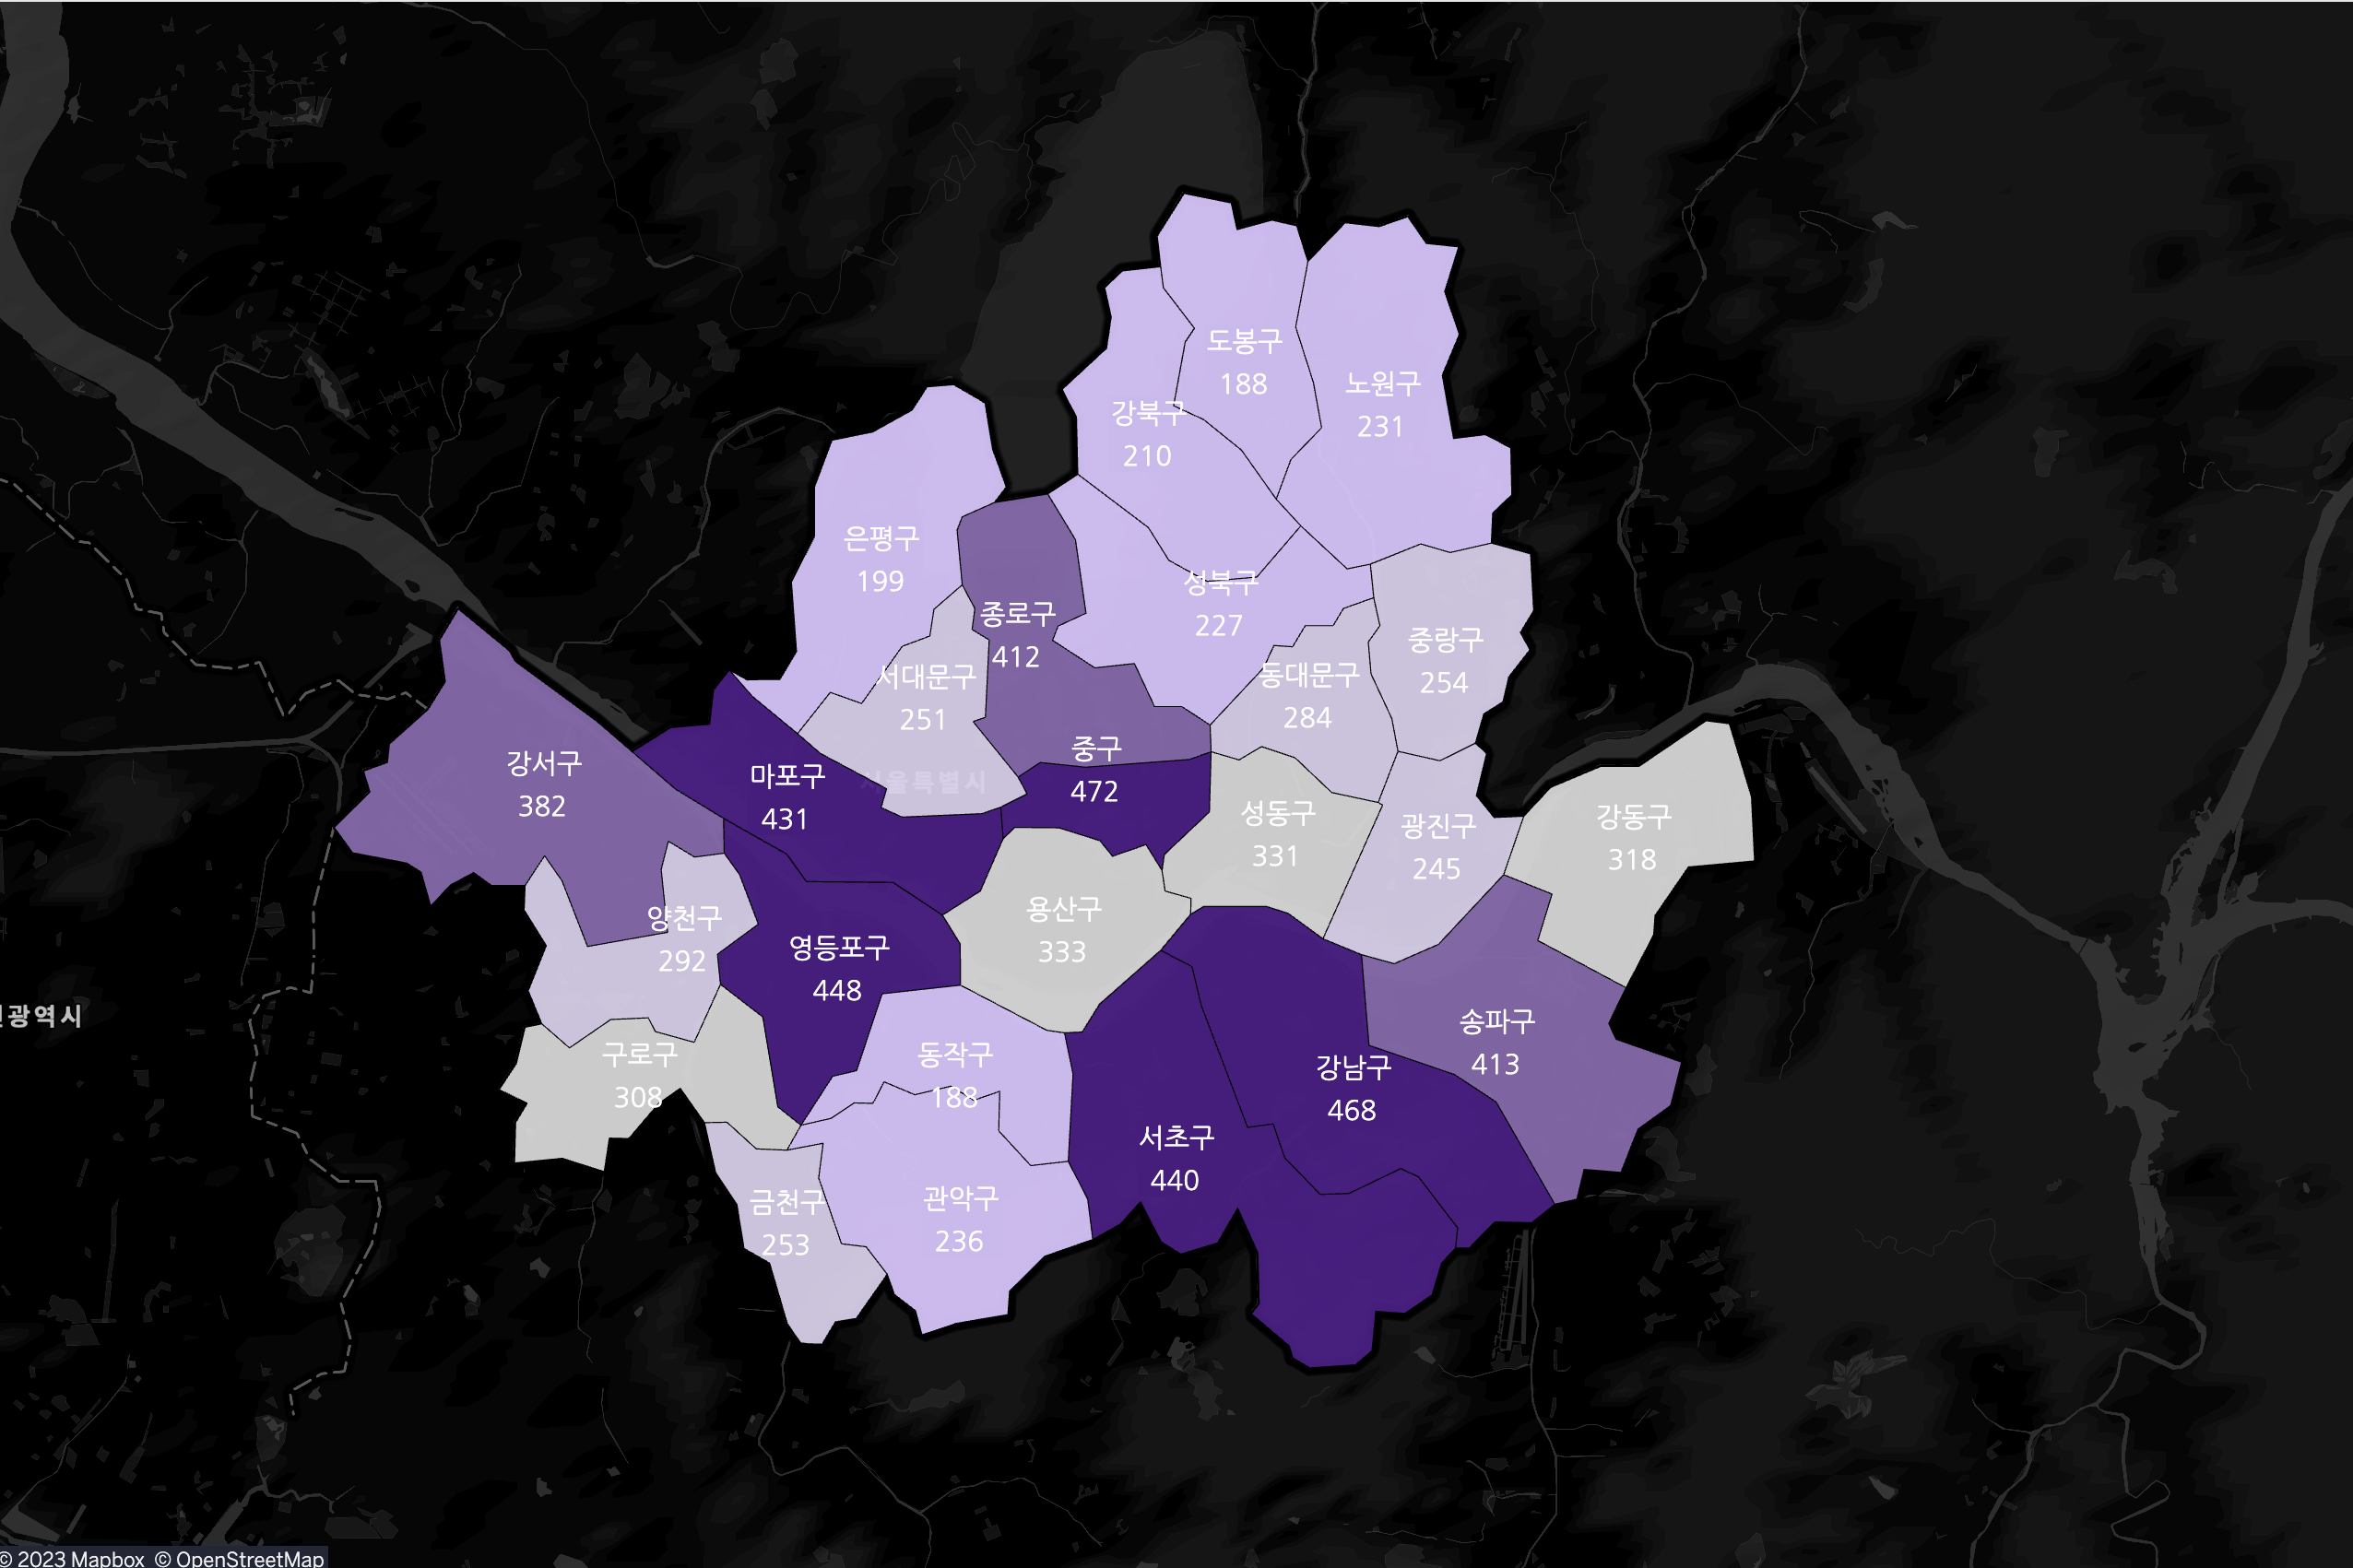 도봉구
188
노원구
231
강북구
210
은평구
199
성북구
227
종로구
412
중랑구
254
서대문구
251
동대문구
284
중구
472
강서구
382
마포구
431
서울특별시
성동구
331
강동구
318
광진구
245
용산구
333
양천구
292
영등포구
448
광역시
송파구
413
구로구
308
동작구
188
강남구
468
서초구
440
금천구
253
관악구
236
© 2023 Mapbox © OpenStreetMap